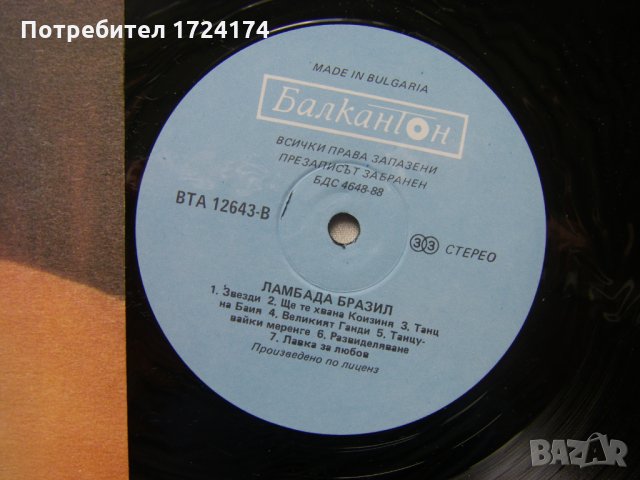 Потребител 1724174
MADE IN BULGARIA
Балкантон
ВСИЧКИ ПРАВА ЗАПАЗЕНИ
ПРЕЗАПИСЪТ ЗАБРАНЕН
БДС 4648-88
ВТА 12643-В
33 СТЕРЕО
ЛАМБАДА БРАЗИЛ
1. Звезди 2. Ще те хванаКонзиня 3. Танц
на Баия 4. Великият Ганди 5. Танцу-
вайки меренге 6. Развиделяване
7. Лавка за любов
Произведено по лиценз
BAZAR